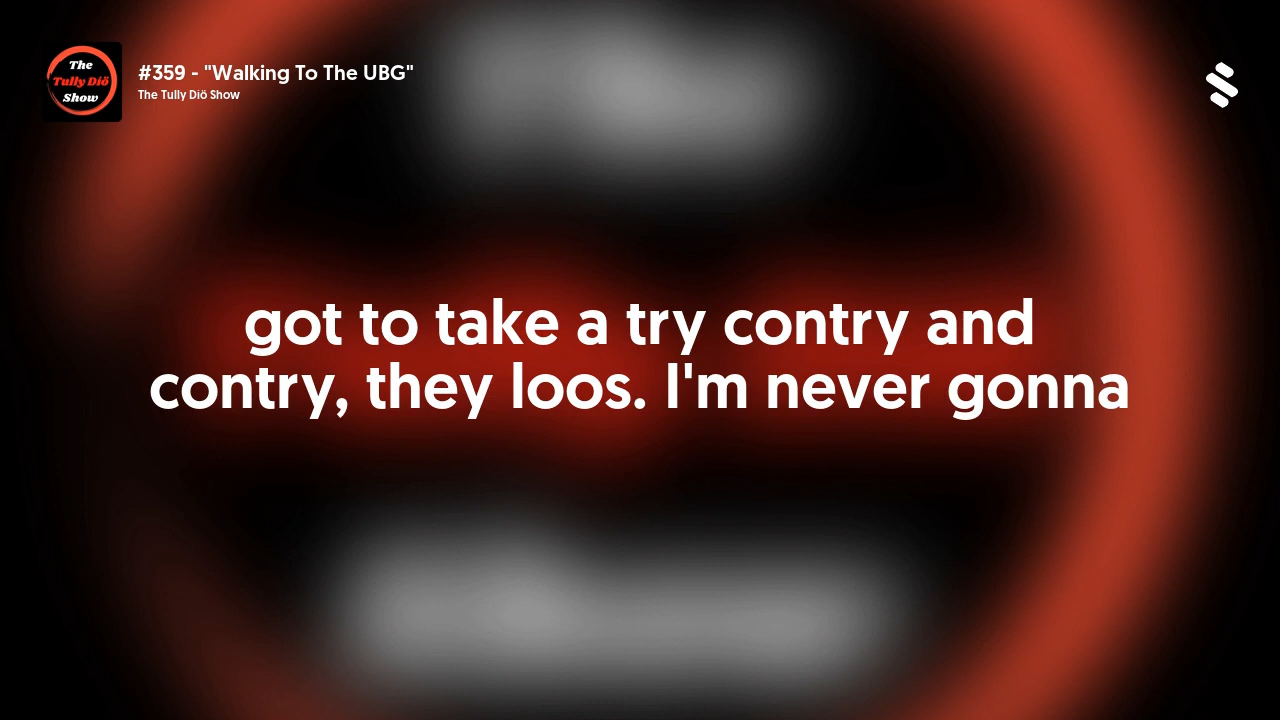 The
Tully Diö
Show
#359 - "Walking To The UBG"
The Tully Diö Show
got to take a try contry and
contry, they loos. I'm never gonna